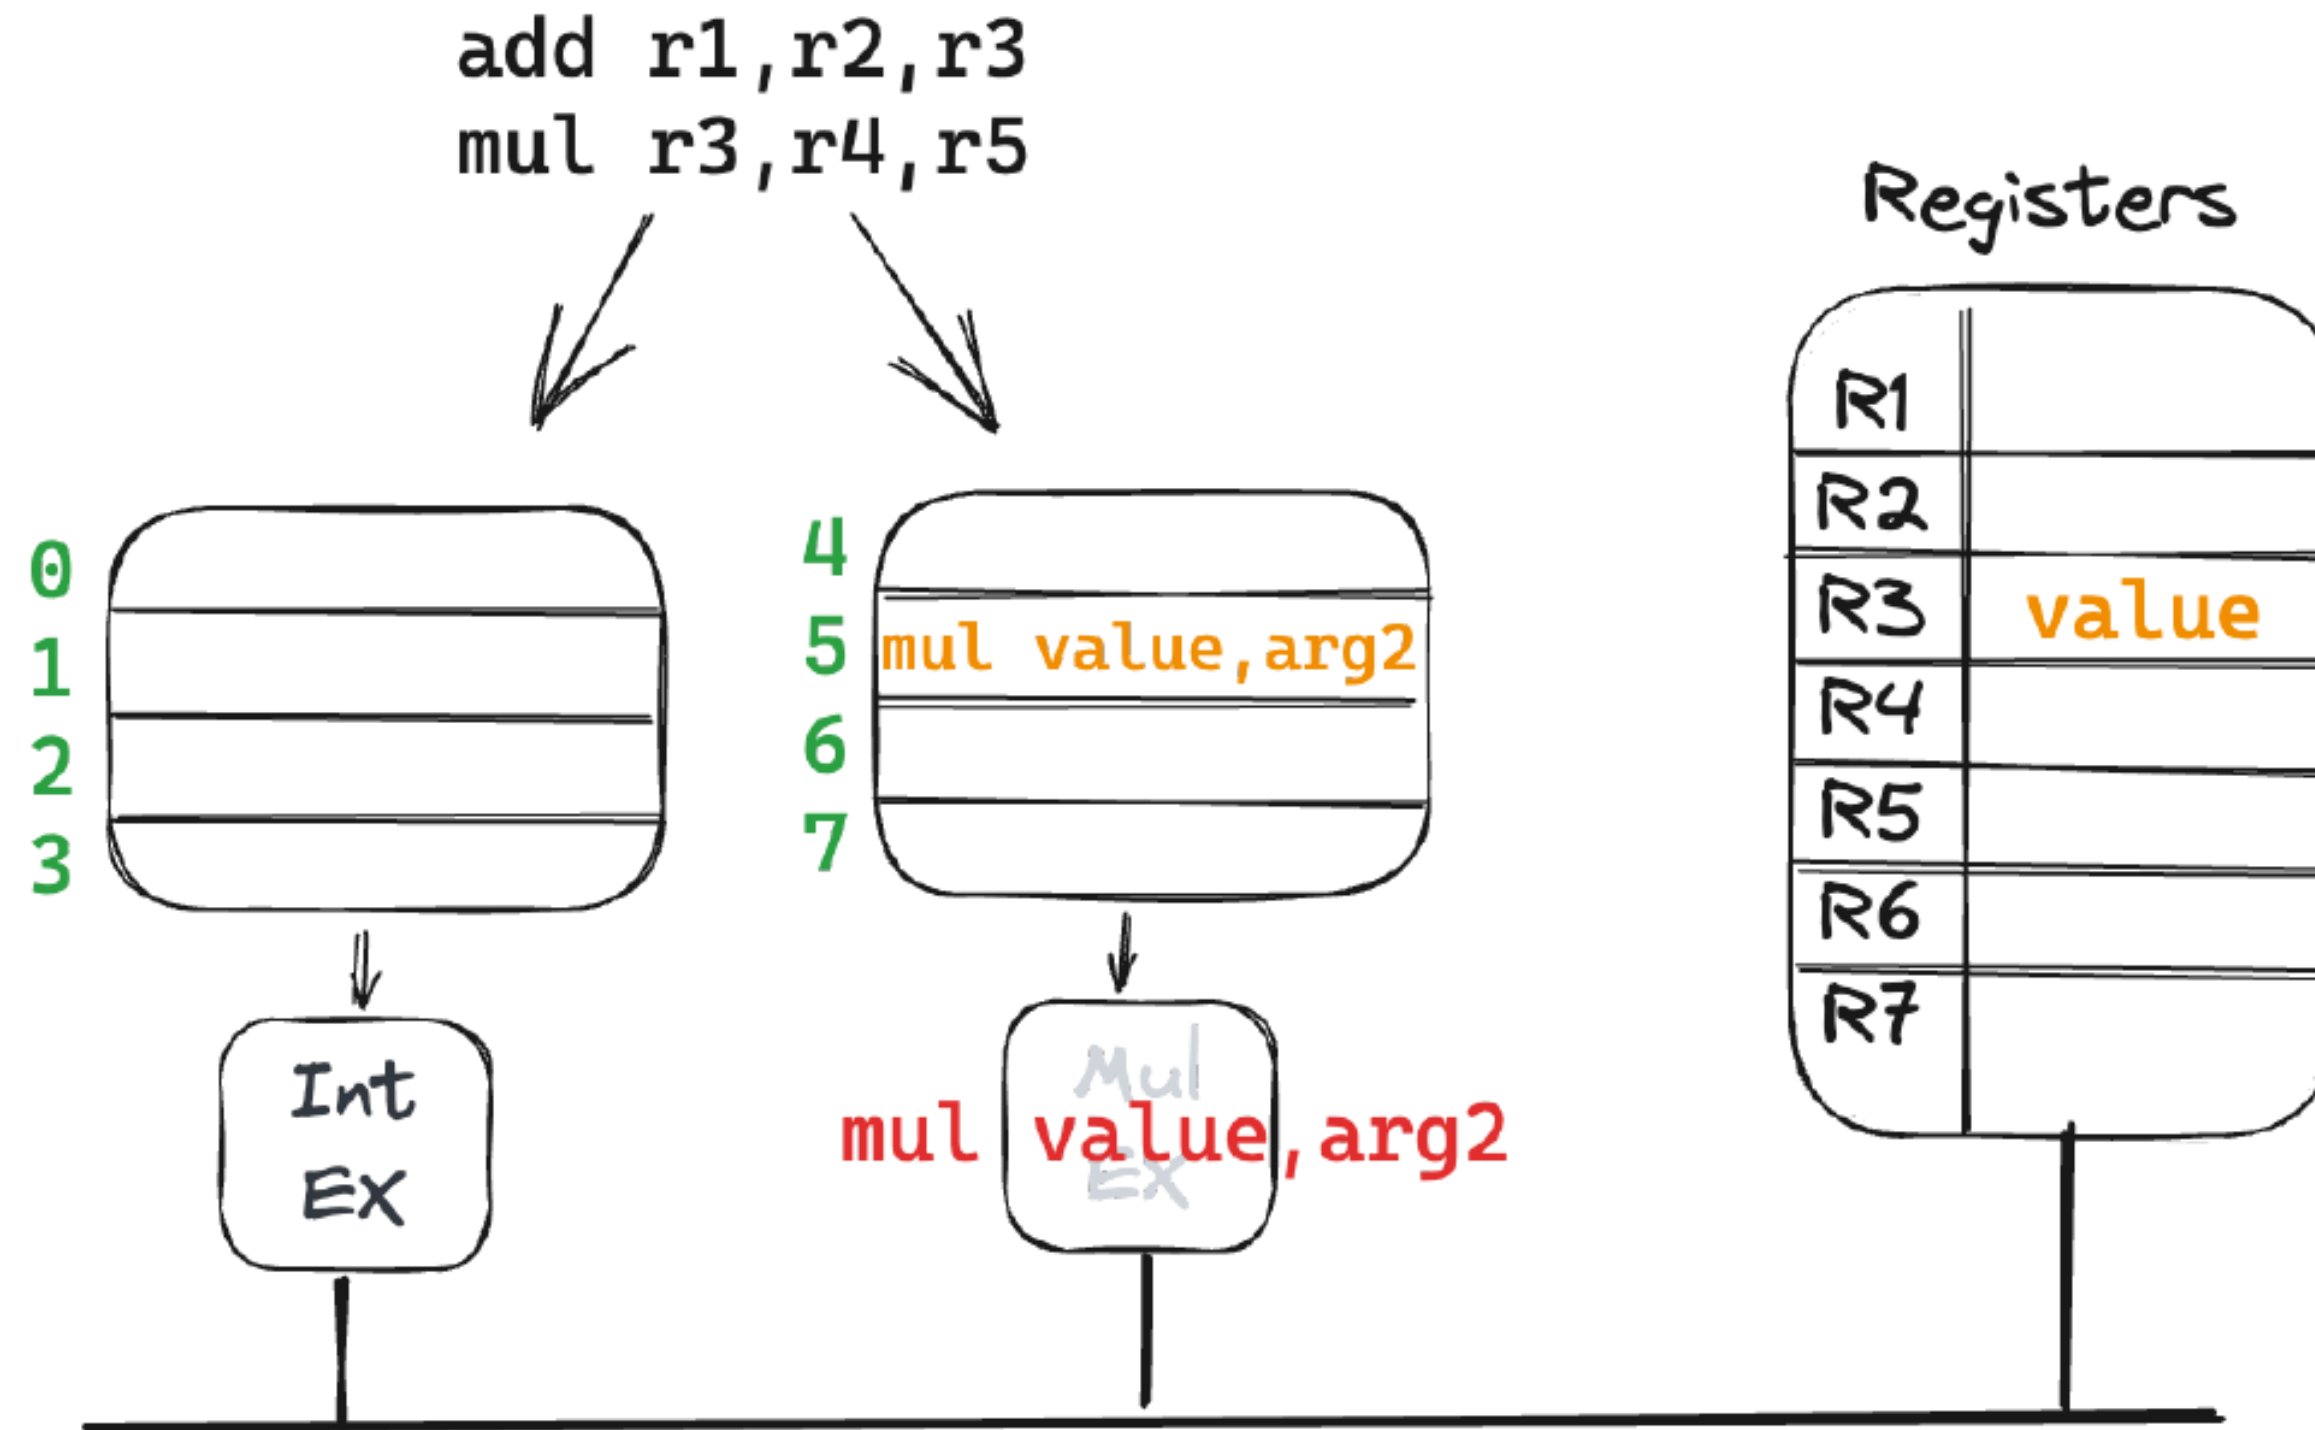 add r1,r2,r3
mul r3,r4,r5
Registers
R1
R2
R3 value
R4
R5
R6
R7
0
1
2
3
4
5 mul value,arg2
6
7
Int
EX
Mul
EX
mul value,arg2